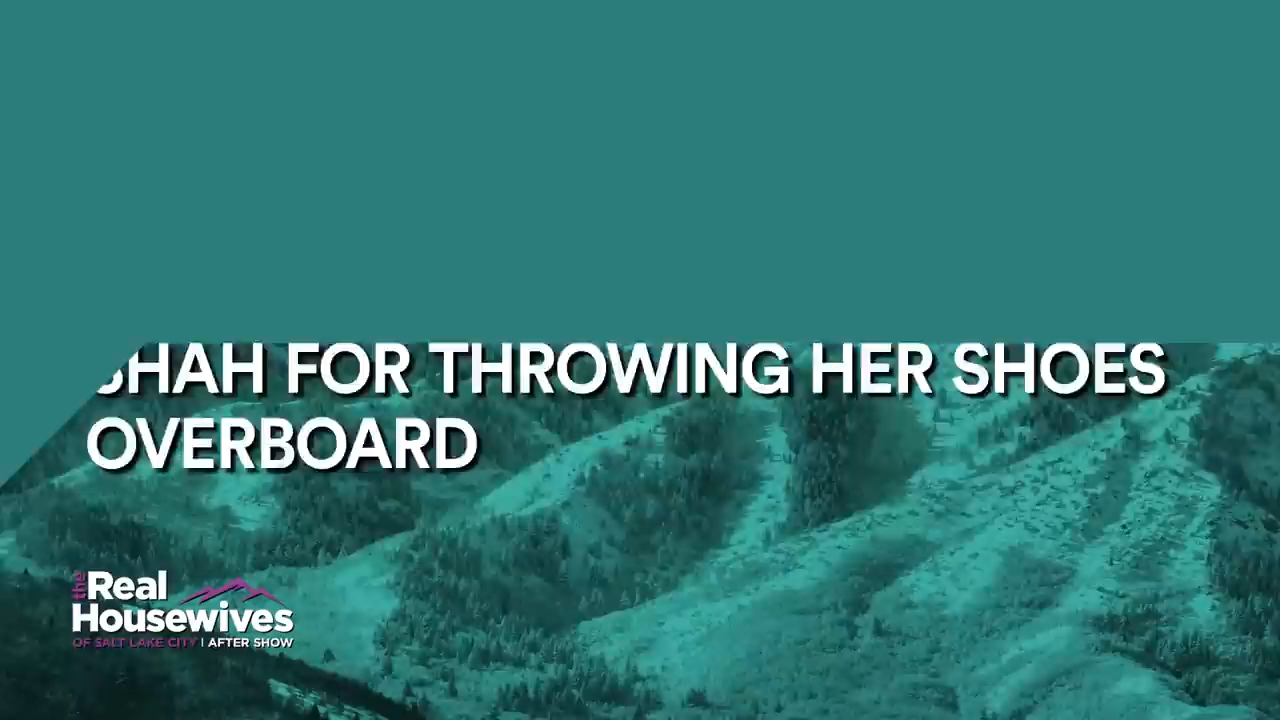 SHAH FOR THROWING HER SHOES
OVERBOARD
the Real
Housewives
OF SALT LAKE CITY | AFTER SHOW